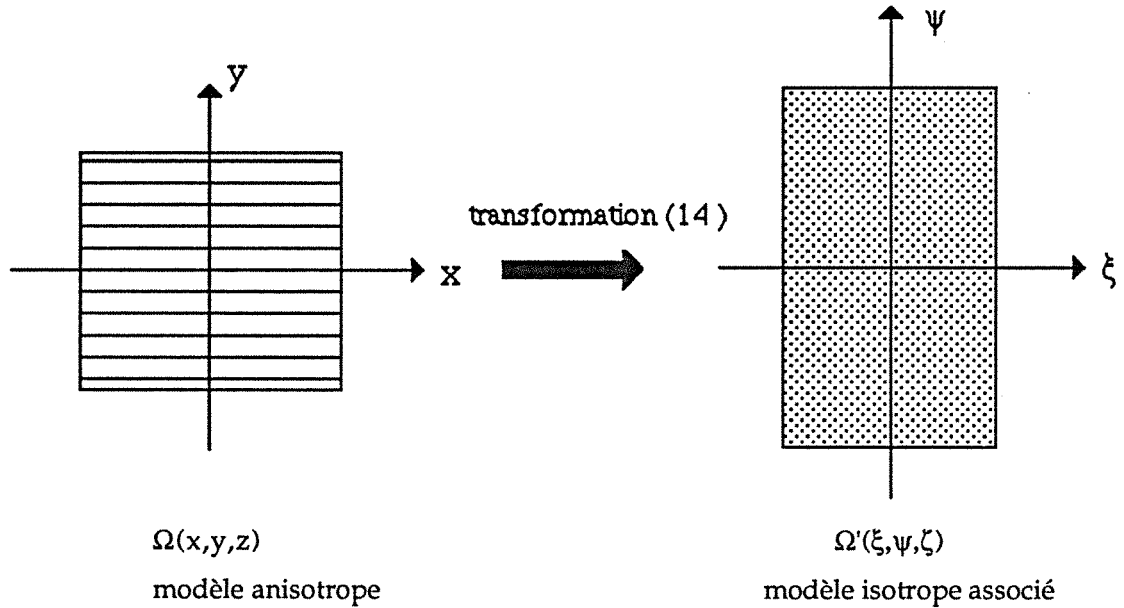 ψ
y
transformation (14)
x
ξ
Ω(x,y,z)
Ω'(ξ,ψ,ζ)
modèle anisotrope
modèle isotrope associé